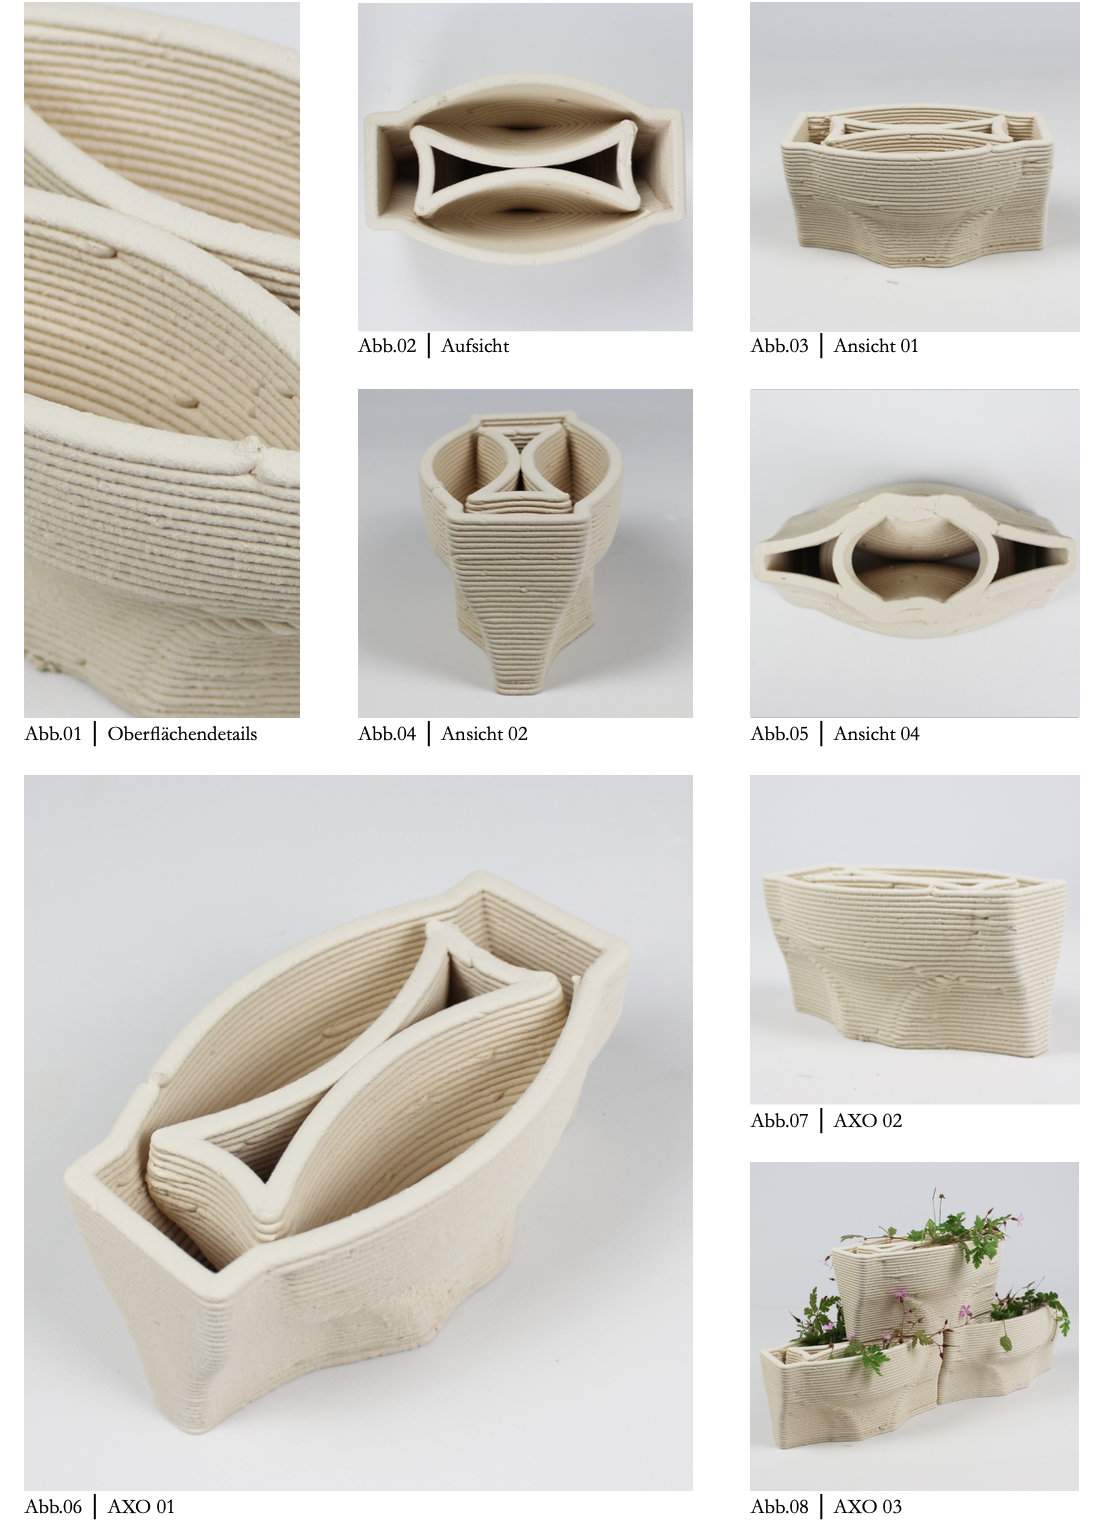 Abb.02 | Aufsicht
Abb.03 | Ansicht 01
Abb.01 | Oberflächendetails
Abb.04 | Ansicht 02
Abb.05 | Ansicht 04
Abb.07 | AXO 02
Abb.06 | AXO 01
Abb.08 | AXO 03